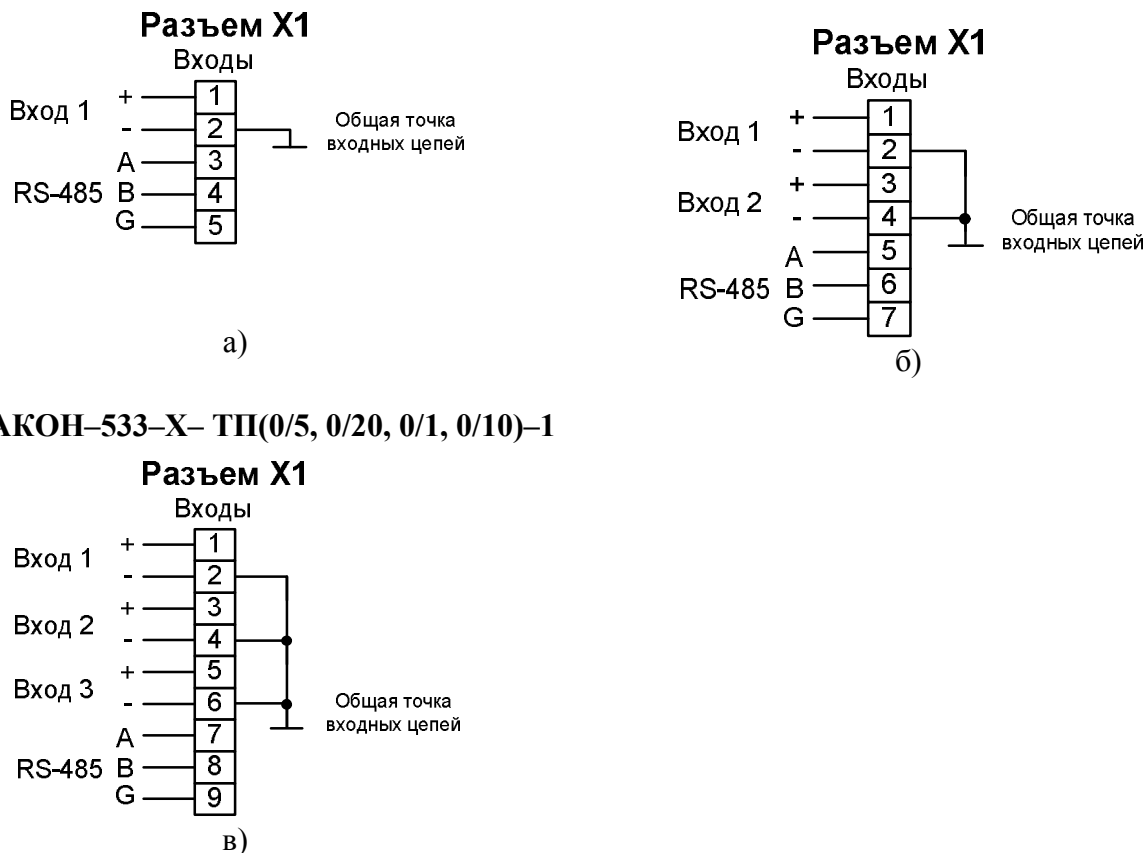 Разъем X1
Входы
Вход 1
+ 1
- 2
A 3
RS-485 B 4
G 5
Общая точка
входных цепей
а)
Разъем X1
Входы
Вход 1
+ 1
- 2
Вход 2
+ 3
- 4
A 5
RS-485 B 6
G 7
Общая точка
входных цепей
б)
АКОН–533–Х– ТП(0/5, 0/20, 0/1, 0/10)–1
Разъем X1
Входы
Вход 1
+ 1
- 2
Вход 2
+ 3
- 4
Вход 3
+ 5
- 6
A 7
RS-485 B 8
G 9
Общая точка
входных цепей
в)